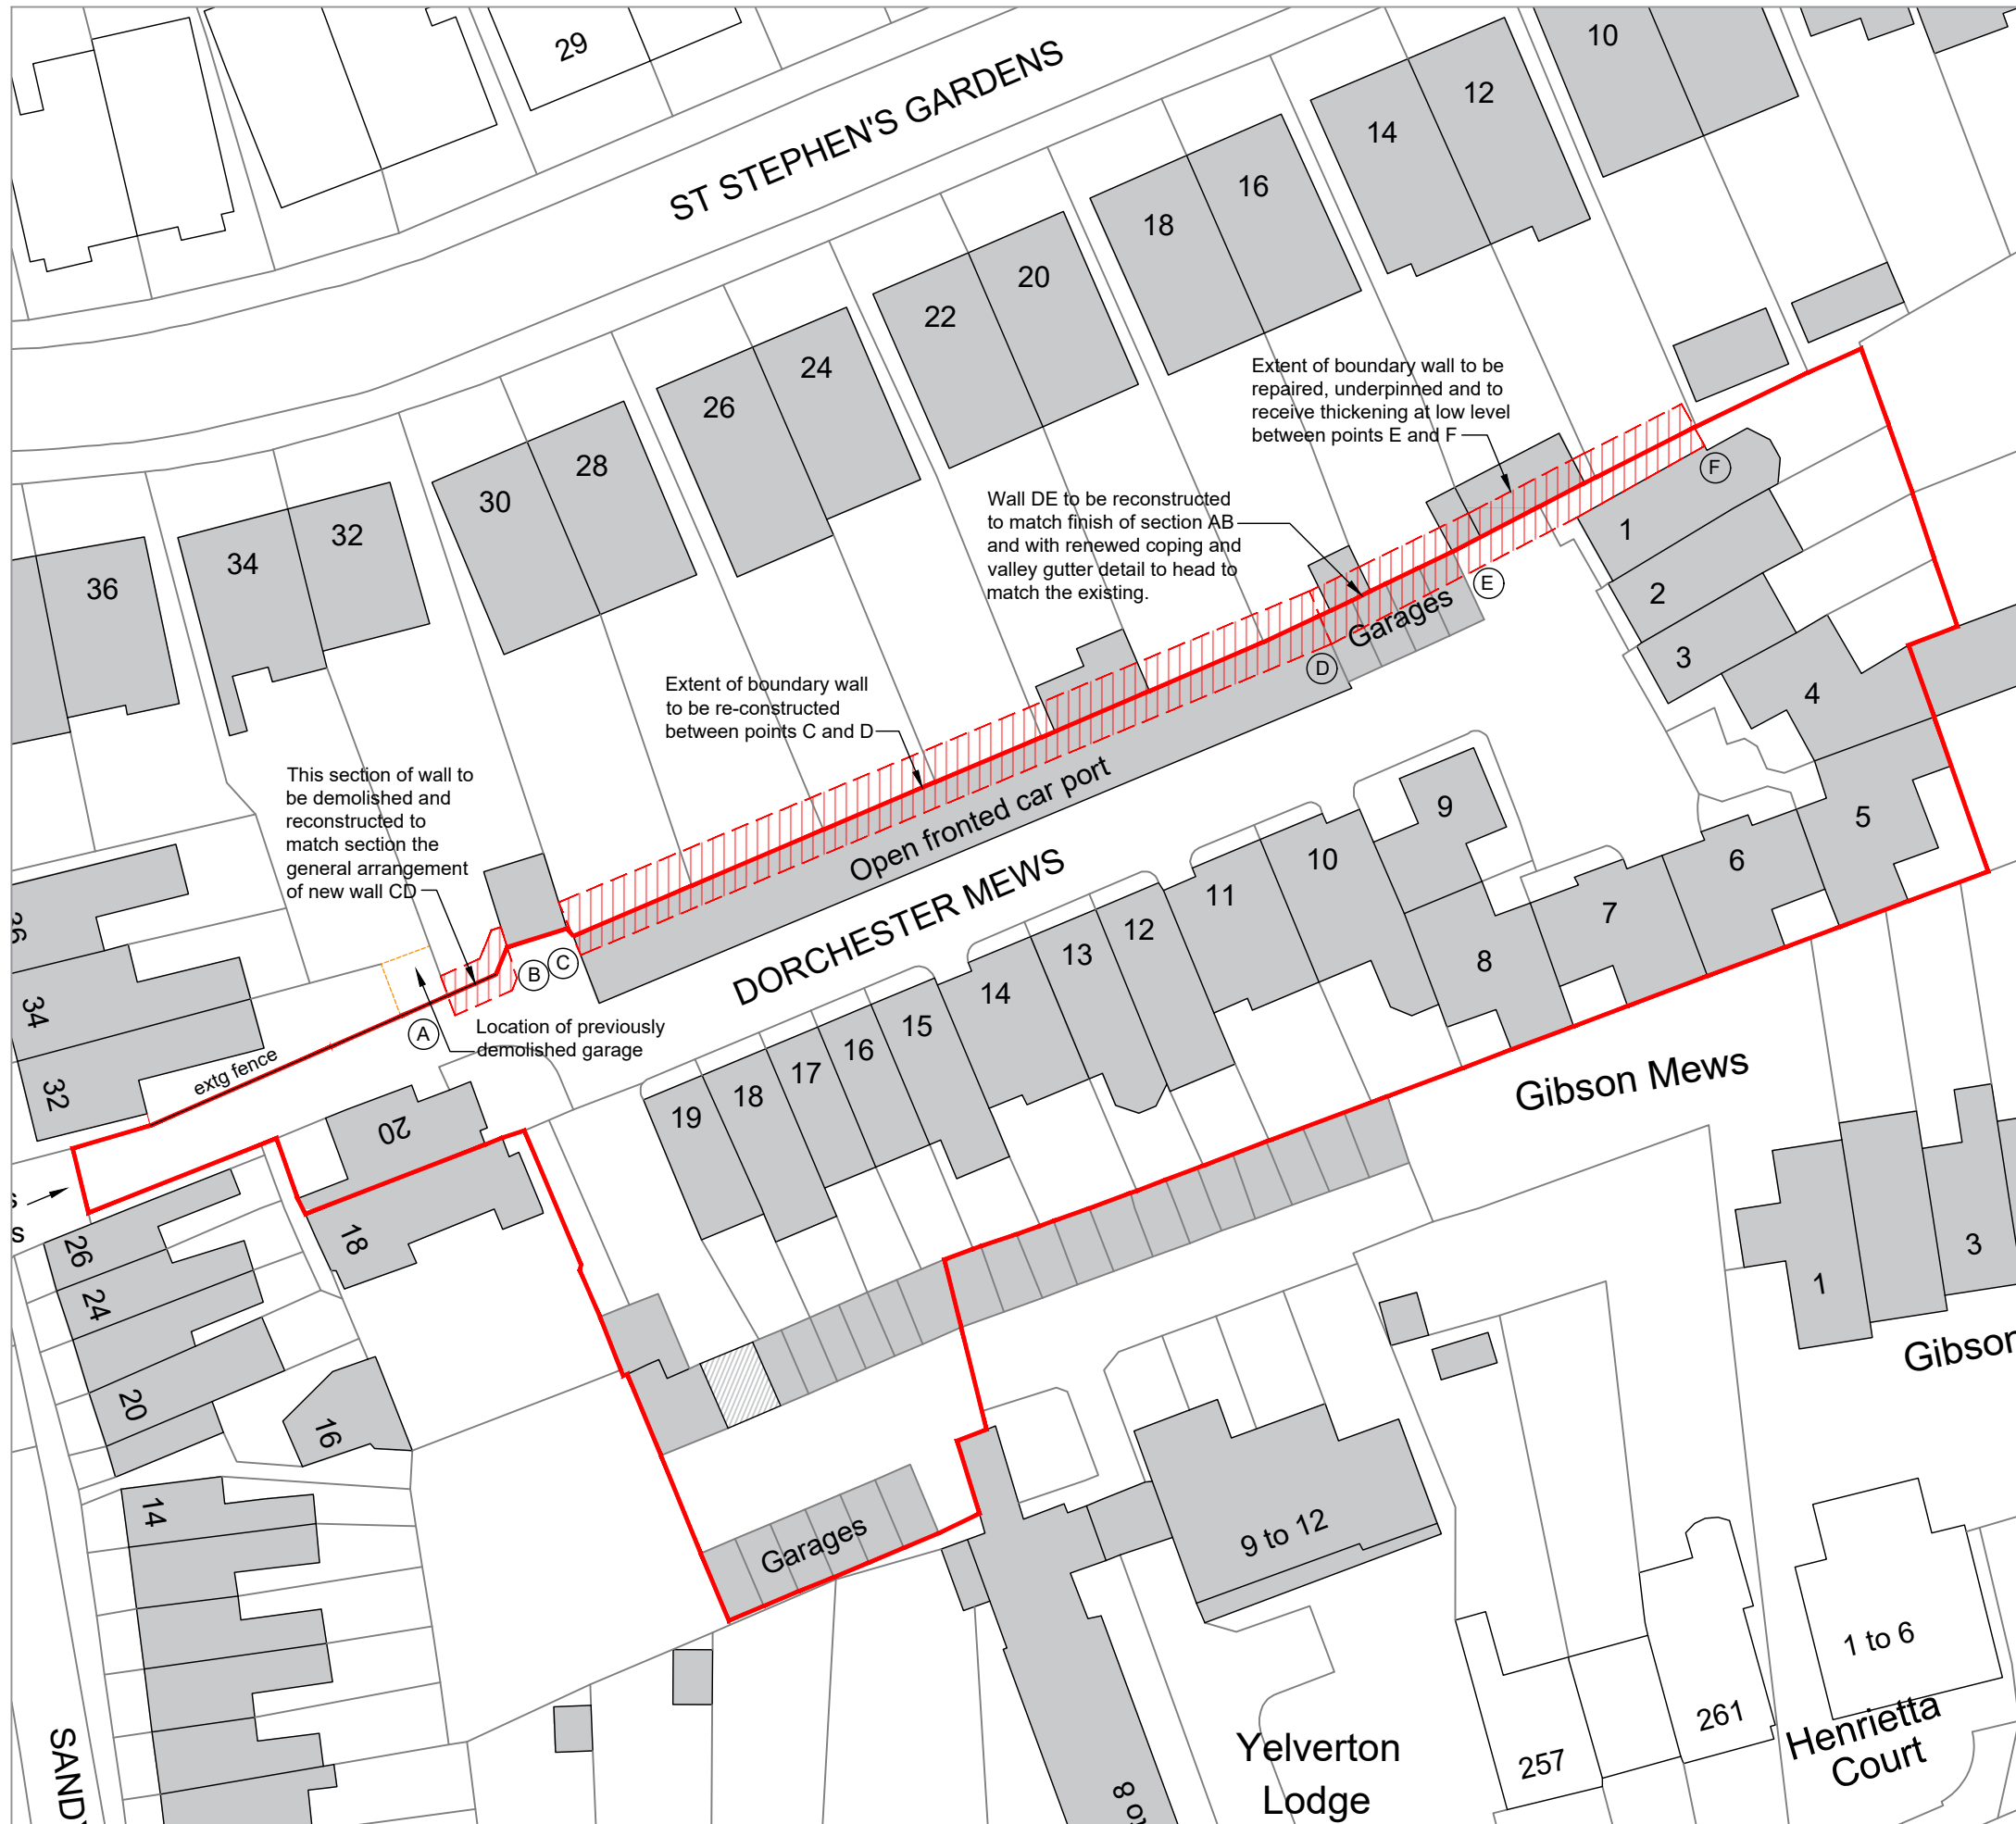 29
10
ST STEPHEN'S GARDENS
12
14
16
18
20
22
24
26
28
30
32
34
36
Extent of boundary wall to be
repaired, underpinned and to
receive thickening at low level
between points E and F
F
Wall DE to be reconstructed
to match finish of section AB
and with renewed coping and
valley gutter detail to head to
match the existing.
E
Garages
D
1
2
3
4
5
6
7
8
9
10
11
12
13
14
15
16
17
18
19
Extent of boundary wall
to be re-constructed
between points C and D
Open fronted car port
DORCHESTER MEWS
This section of wall to
be demolished and
reconstructed to
match section the
general arrangement
of new wall CD
B
C
A
Location of previously
demolished garage
extg fence
36
34
32
20
18
s
s
26
24
20
16
14
Gibson Mews
1
3
Gibson
Garages
9 to 12
1 to 6
261
257
Henrietta
Court
Yelverton
Lodge
SANDY
8